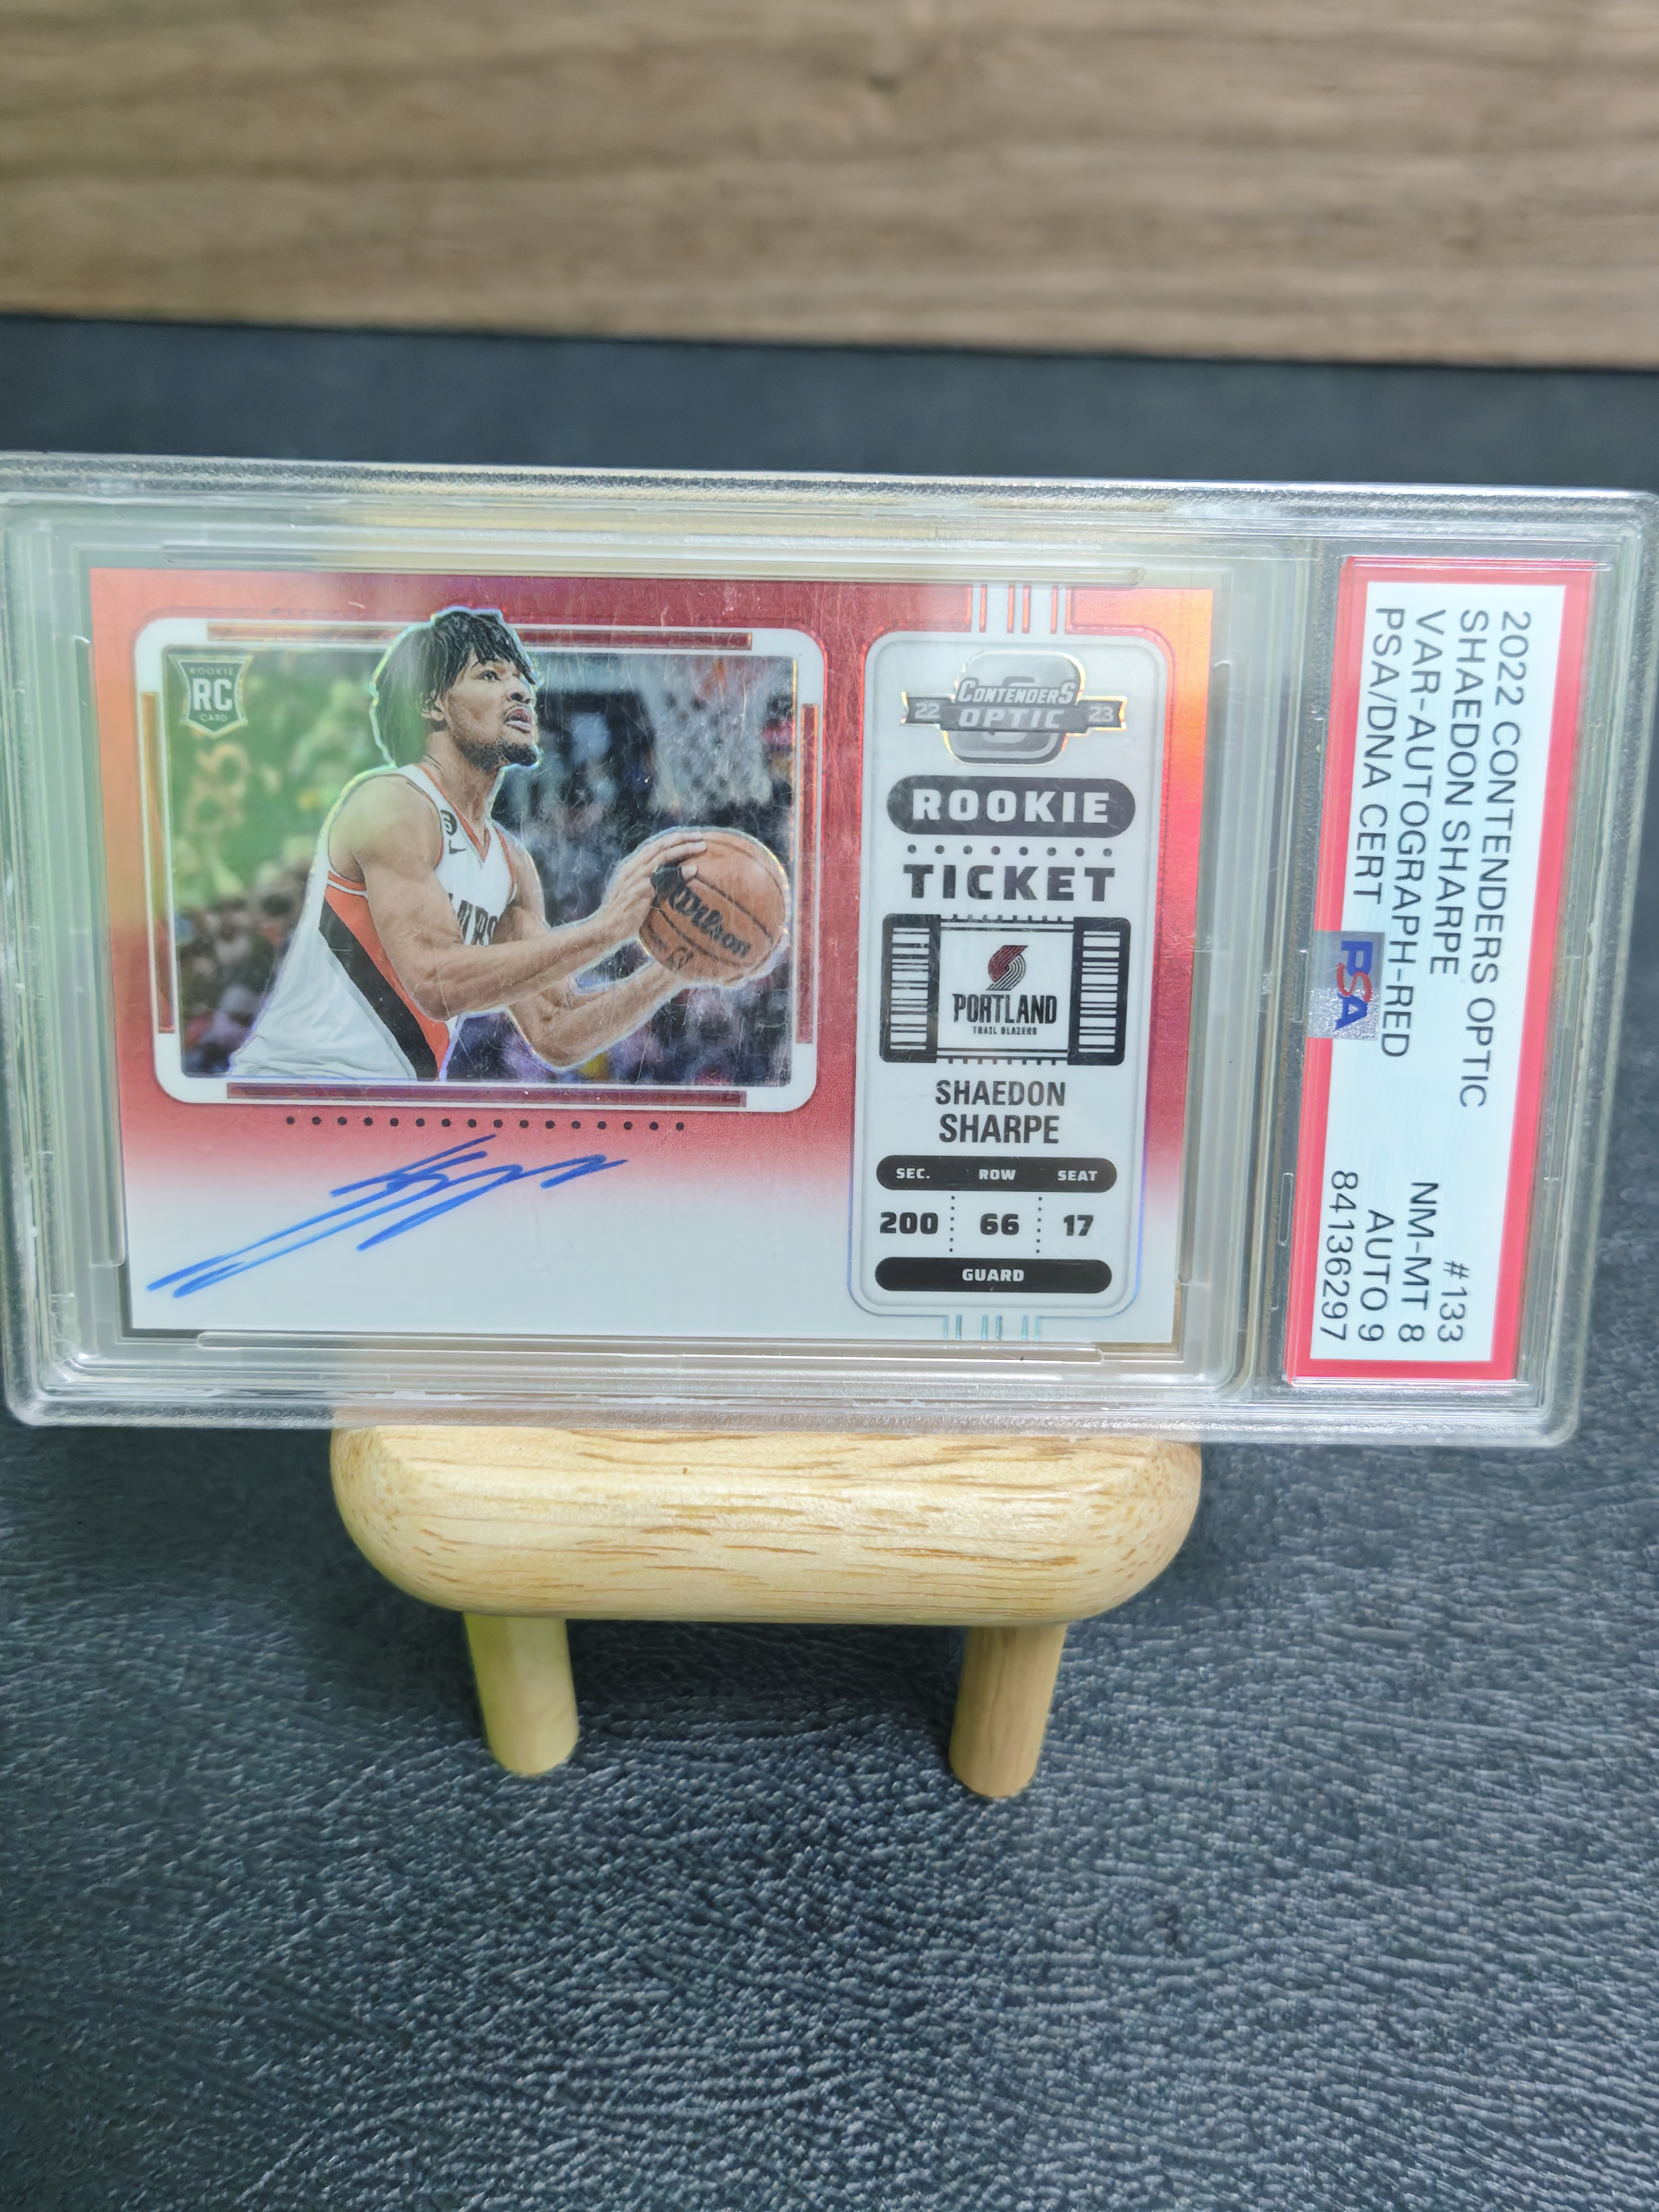 ROOKIE
RC
CARD
Wilson
CONTENDERS
22 OPTIC 23
ROOKIE
TICKET
PORTLAND
TRAIL BLAZERS
SHAEDON
SHARPE
SEC. ROW SEAT
200 66 17
GUARD
2022 CONTENDERS OPTIC #133
SHAEDON SHARPE NM-MT 8
VAR-AUTOGRAPH-RED AUTO 9
PSA/DNA CERT 84136297
PSA